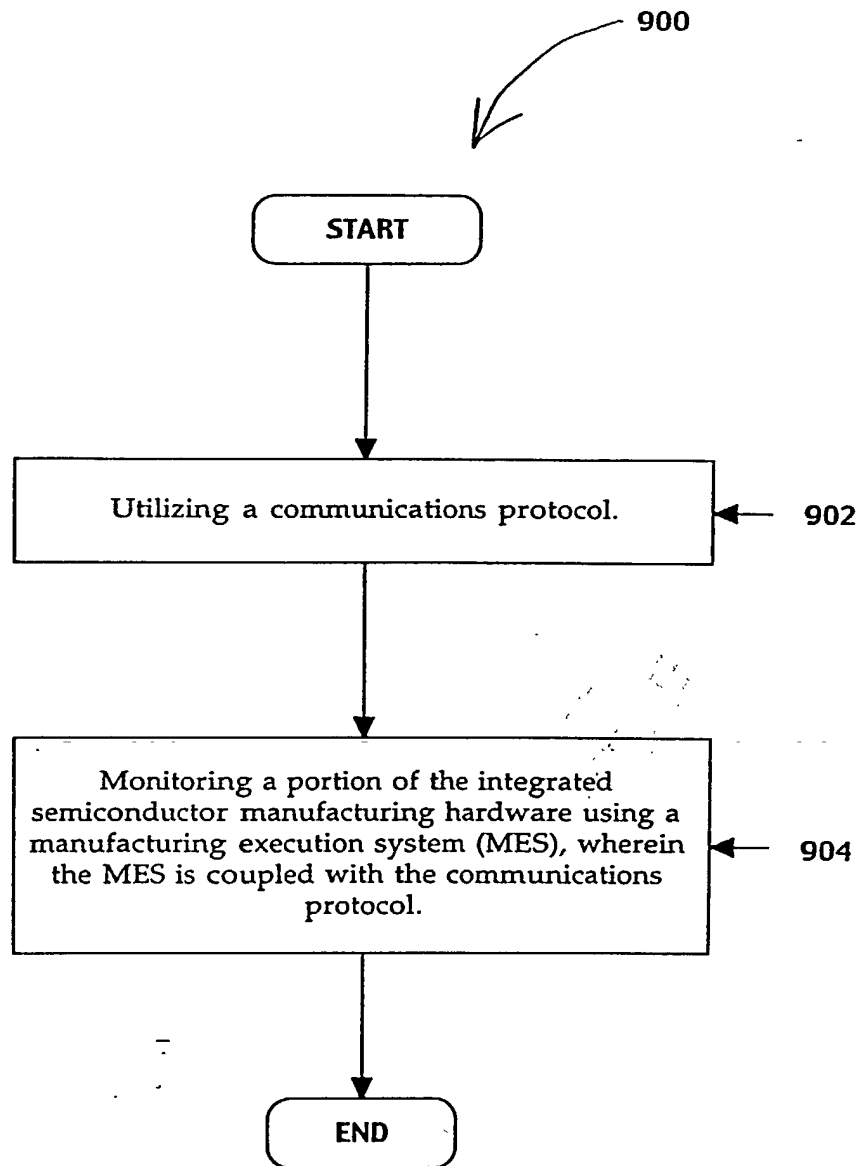 900
START
Utilizing a communications protocol.
902
Monitoring a portion of the integrated
semiconductor manufacturing hardware using a
manufacturing execution system (MES), wherein
the MES is coupled with the communications
protocol.
904
END